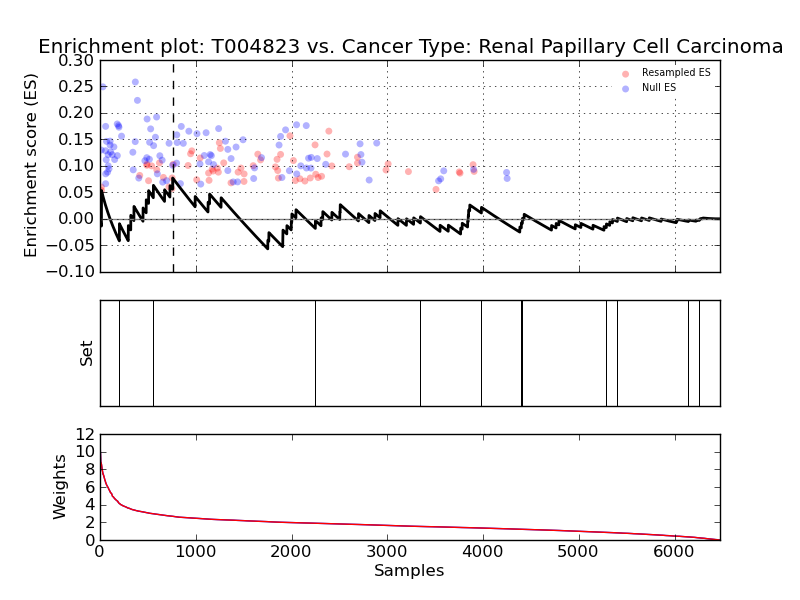 Enrichment plot: T004823 vs. Cancer Type: Renal Papillary Cell Carcinoma
0.30
0.25
0.20
0.15
0.10
0.05
0.00
−0.05
−0.10
Enrichment score (ES)
Resampled ES
Null ES
Set
12
10
8
6
4
2
0
Weights
0 1000 2000 3000 4000 5000 6000
Samples